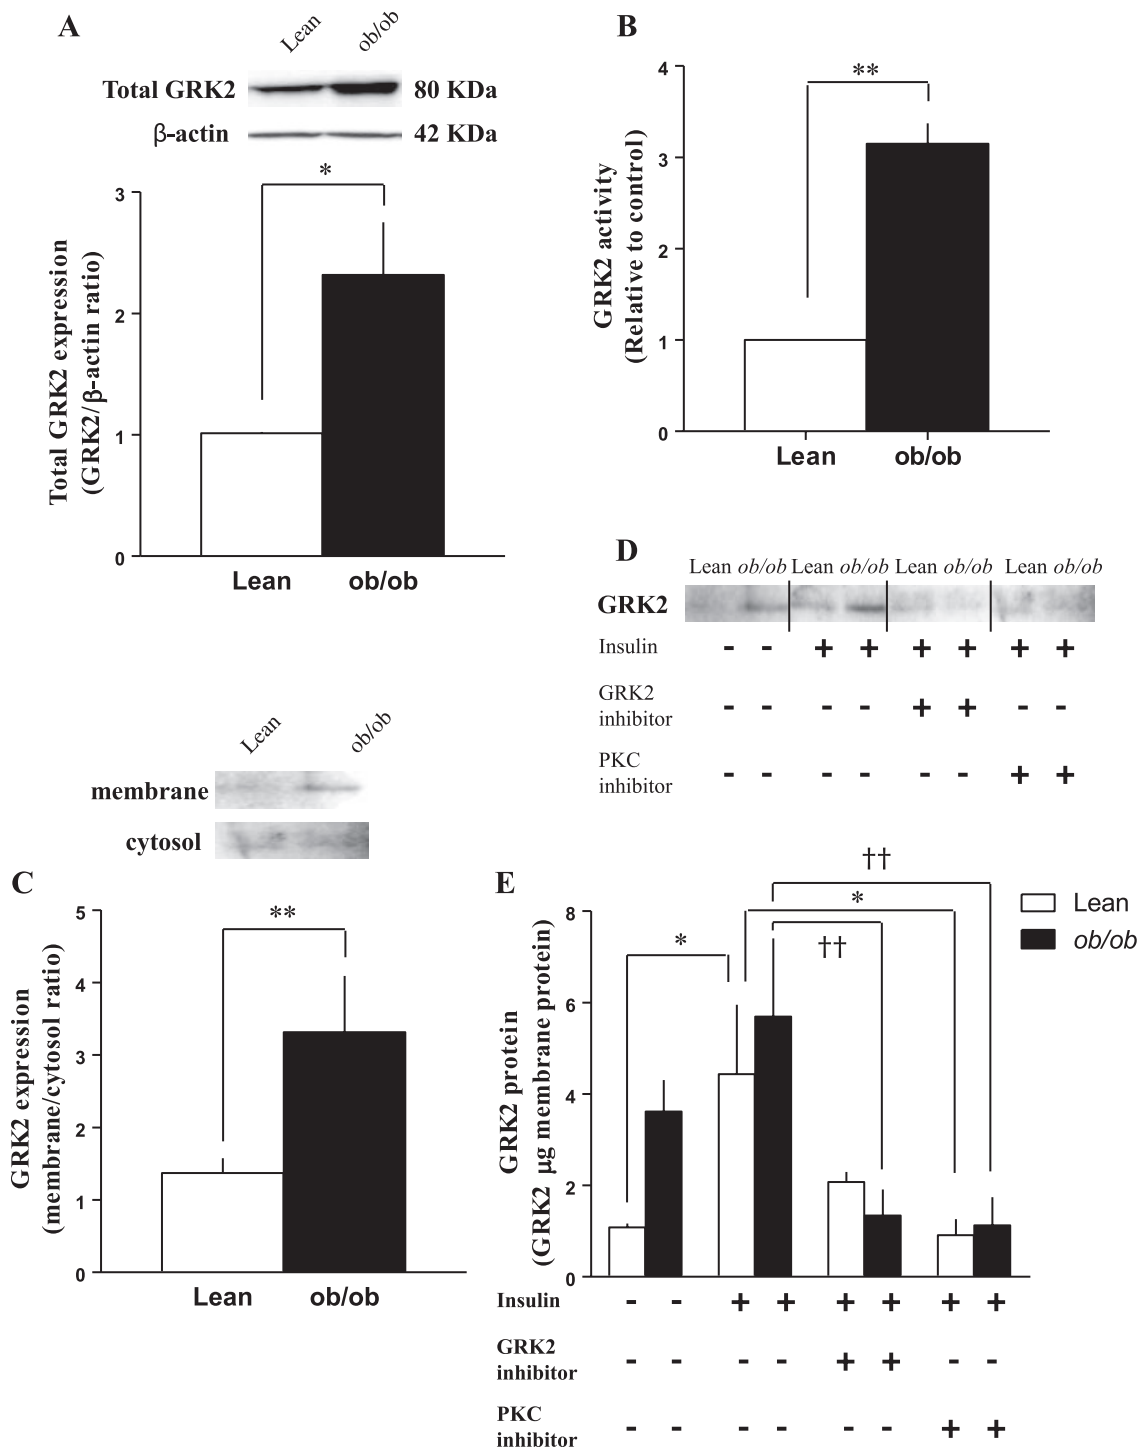 A
Lean ob/ob
Total GRK2 80 KDa
β-actin 42 KDa
*
Total GRK2 expression
(GRK2/β-actin ratio)
3
2
1
0
Lean ob/ob
B
**
GRK2 activity
(Relative to control)
4
3
2
1
0
Lean ob/ob
Lean ob/ob
membrane
cytosol
C
**
GRK2 expression
(membrane/cytosol ratio)
5
4
3
2
1
0
Lean ob/ob
D
Lean ob/ob Lean ob/ob Lean ob/ob Lean ob/ob
GRK2
Insulin - - + + + + + +
GRK2
inhibitor - - - - + + - -
PKC
inhibitor - - - - - - + +
E
††
*
††
*
Lean
ob/ob
GRK2 protein
(GRK2 μg membrane protein)
8
6
4
2
0
Insulin - - + + + + + +
GRK2
inhibitor - - - - + + - -
PKC
inhibitor - - - - - - + +